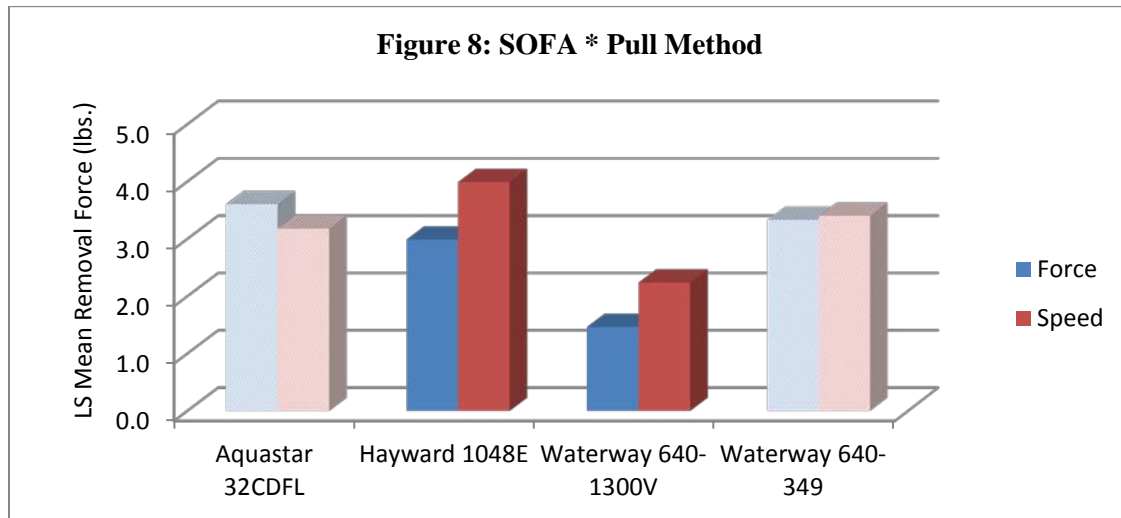 Figure 8: SOFA * Pull Method
LS Mean Removal Force (lbs.)
5.0
4.0
3.0
2.0
1.0
0.0
Aquastar
32CDFL
Hayward 1048E
Waterway 640-
1300V
Waterway 640-
349
Force
Speed